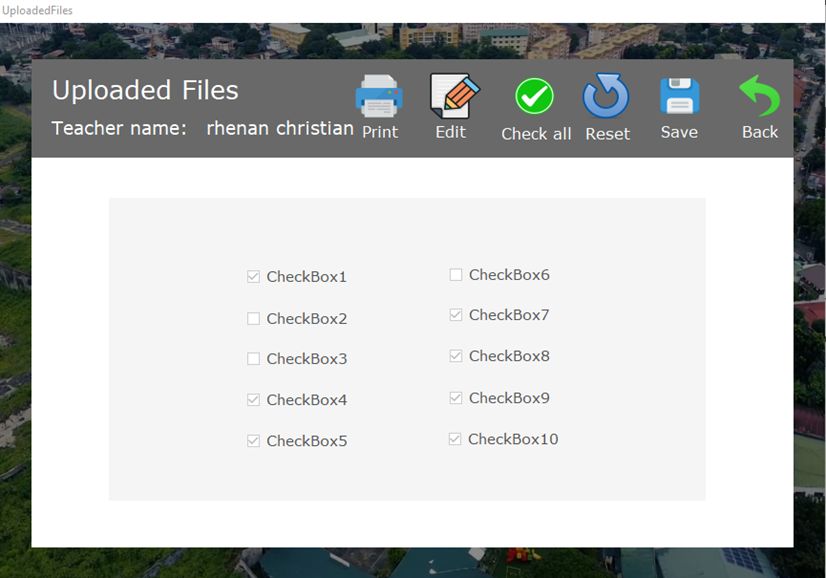 UploadedFiles
Uploaded Files
Teacher name: rhenan christian
Print
Edit
Check all
Reset
Save
Back
CheckBox1
CheckBox2
CheckBox3
CheckBox4
CheckBox5
CheckBox6
CheckBox7
CheckBox8
CheckBox9
CheckBox10